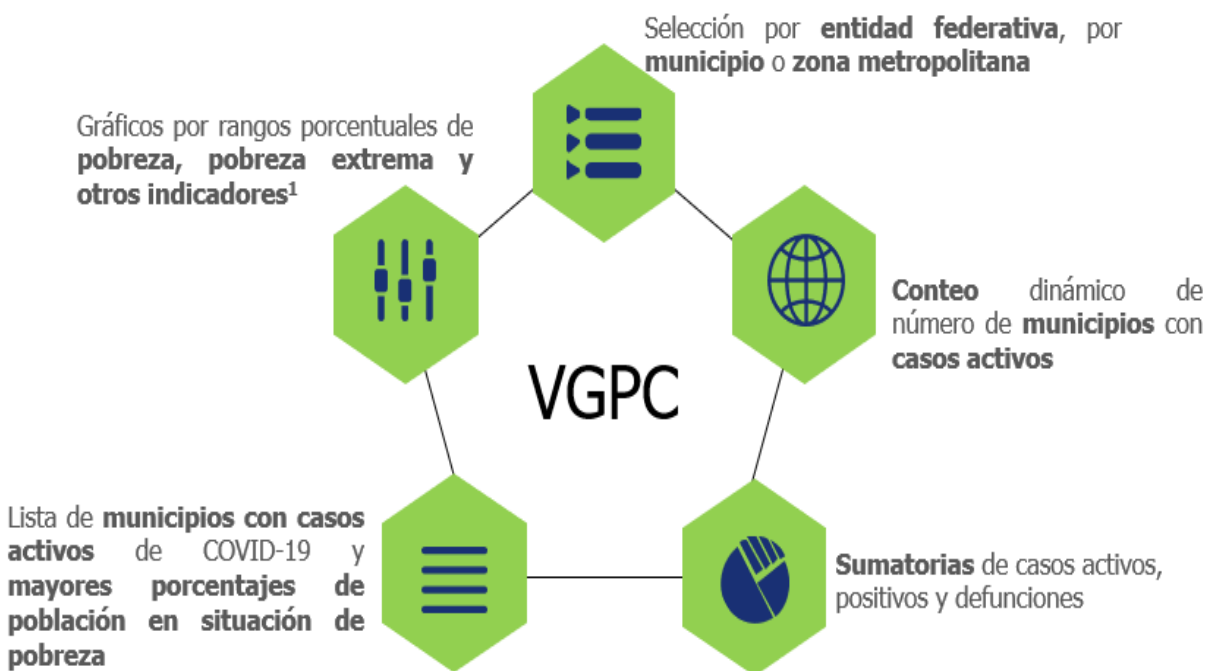 Selección por entidad federativa, por
municipio o zona metropolitana
Gráficos por rangos porcentuales de
pobreza, pobreza extrema y
otros indicadores¹
Conteo dinámico de
número de municipios con
casos activos
VGPC
Lista de municipios con casos
activos de COVID-19 y
mayores porcentajes de
población en situación de
pobreza
Sumatorias de casos activos,
positivos y defunciones